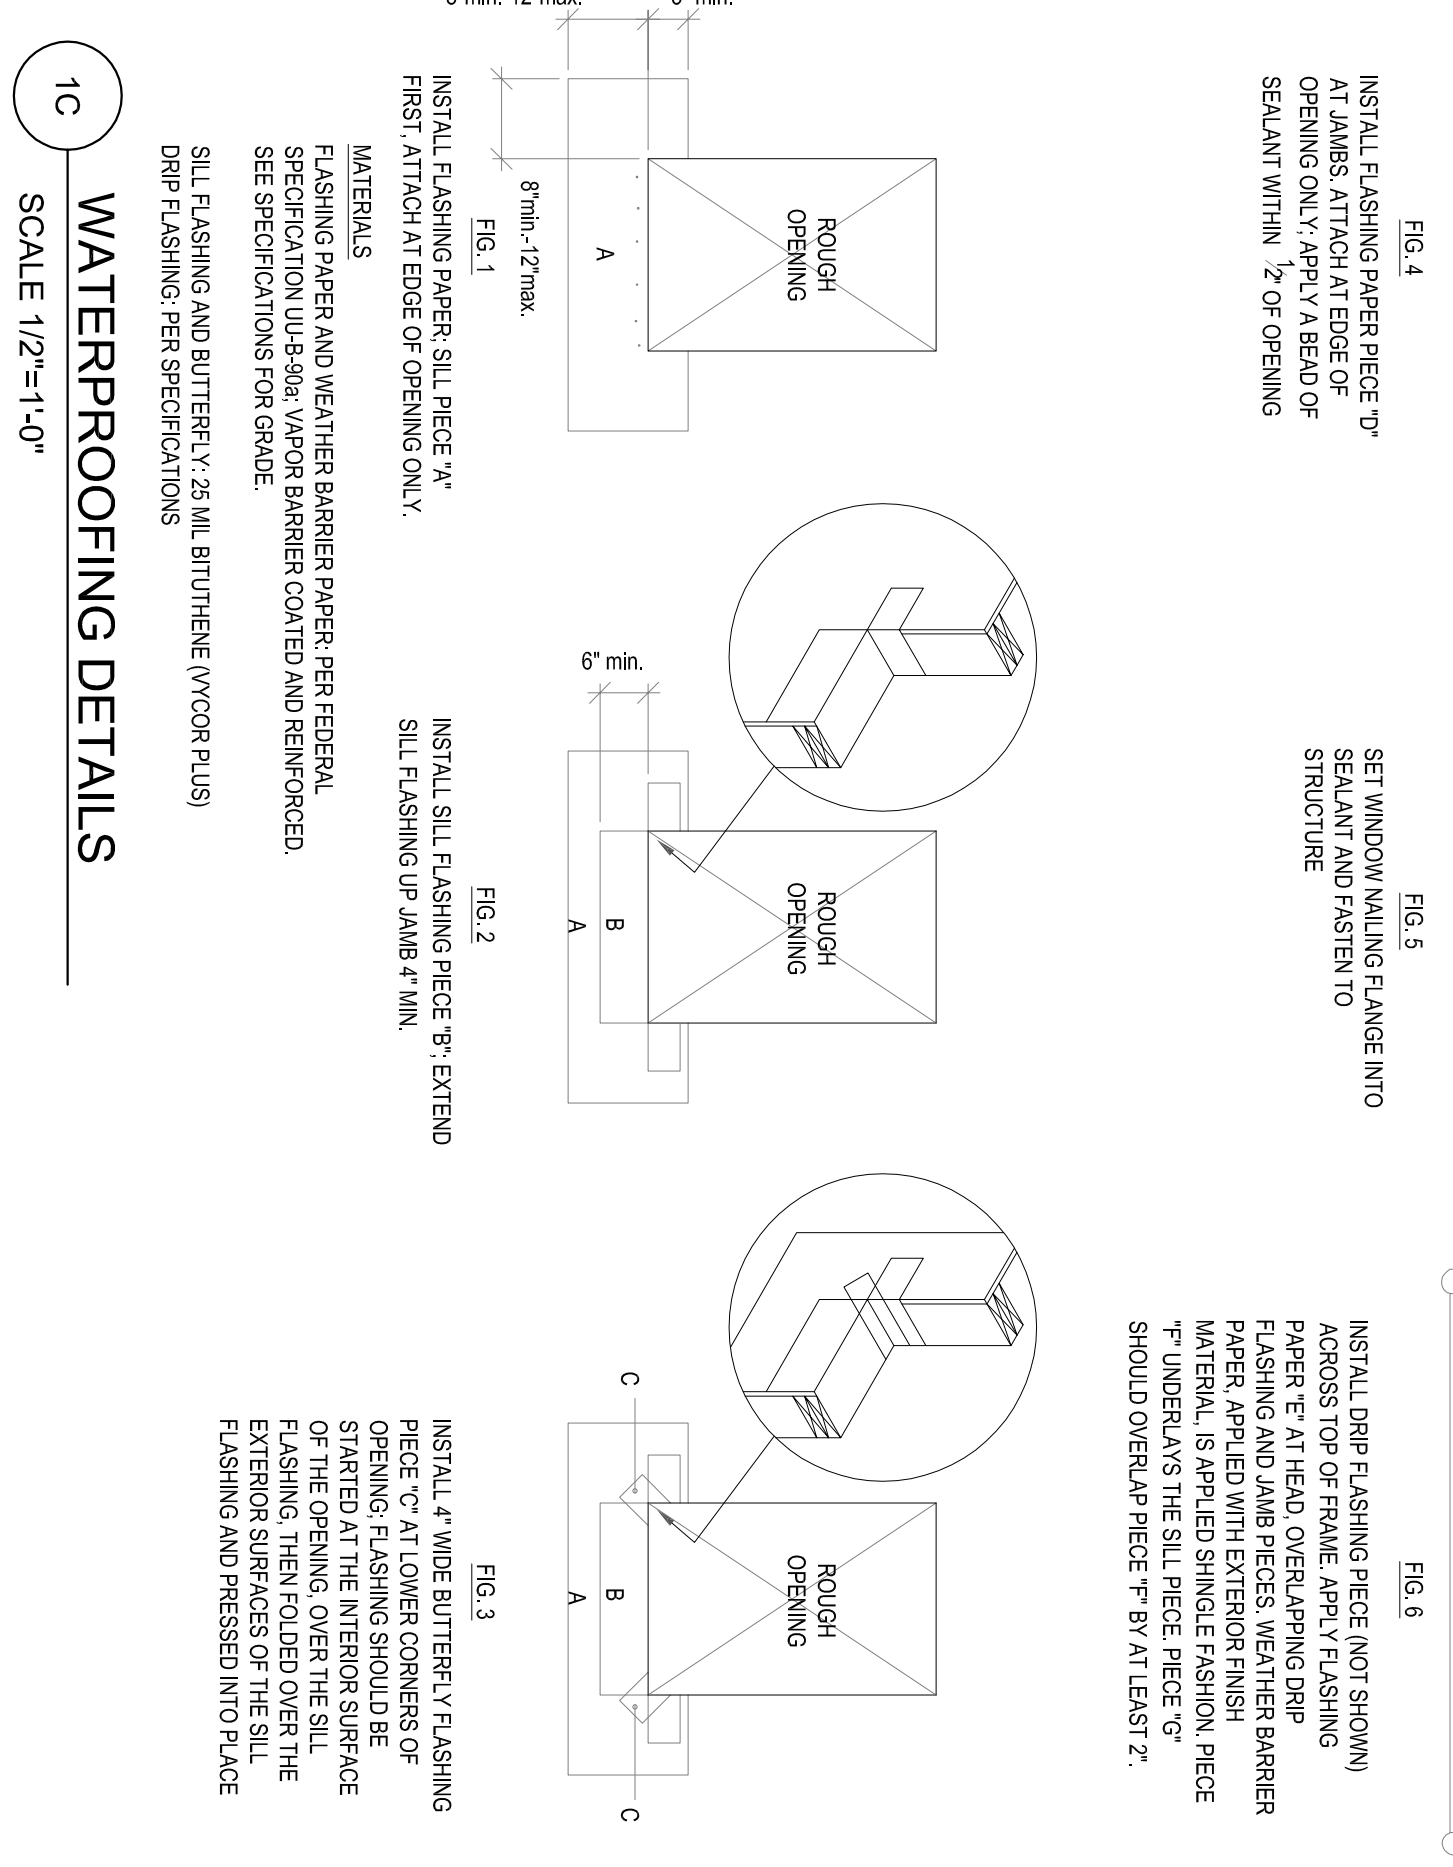 FIG. 4
INSTALL FLASHING PAPER PIECE "D"
AT JAMBS. ATTACH AT EDGE OF
OPENING ONLY; APPLY A BEAD OF
SEALANT WITHIN 1/2" OF OPENING
FIG. 5
SET WINDOW NAILING FLANGE INTO
SEALANT AND FASTEN TO
STRUCTURE
FIG. 6
INSTALL DRIP FLASHING PIECE (NOT SHOWN)
ACROSS TOP OF FRAME. APPLY FLASHING
PAPER "E" AT HEAD, OVERLAPPING DRIP
FLASHING AND JAMB PIECES. WEATHER BARRIER
PAPER, APPLIED WITH EXTERIOR FINISH
MATERIAL, IS APPLIED SHINGLE FASHION. PIECE
"F" UNDERLAYS THE SILL PIECE. PIECE "G"
SHOULD OVERLAP PIECE "F" BY AT LEAST 2".
ROUGH
OPENING
A
8"min.-12"max.
FIG. 1
INSTALL FLASHING PAPER; SILL PIECE "A"
FIRST, ATTACH AT EDGE OF OPENING ONLY.
ROUGH
OPENING
6" min.
B
A
FIG. 2
INSTALL SILL FLASHING PIECE "B"; EXTEND
SILL FLASHING UP JAMB 4" MIN.
ROUGH
OPENING
C
C
B
A
FIG. 3
INSTALL 4" WIDE BUTTERFLY FLASHING
PIECE "C" AT LOWER CORNERS OF
OPENING; FLASHING SHOULD BE
STARTED AT THE INTERIOR SURFACE
OF THE OPENING, OVER THE SILL
FLASHING, THEN FOLDED OVER THE
EXTERIOR SURFACES OF THE SILL
FLASHING AND PRESSED INTO PLACE
MATERIALS
FLASHING PAPER AND WEATHER BARRIER PAPER: PER FEDERAL
SPECIFICATION UU-B-90a; VAPOR BARRIER COATED AND REINFORCED.
SEE SPECIFICATIONS FOR GRADE.
SILL FLASHING AND BUTTERFLY: 25 MIL BITUTHENE (VYCOR PLUS)
DRIP FLASHING: PER SPECIFICATIONS
1C
WATERPROOFING DETAILS
SCALE 1/2"=1'-0"